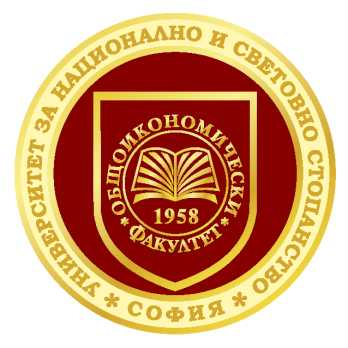 УНИВЕРСИТЕТ ЗА НАЦИОНАЛНО И СВЕТОВНО СТОПАНСТВО
* СОФИЯ *
ОБЩОИКОНОМИЧЕСКИ
1958
* ФАКУЛТЕТ *